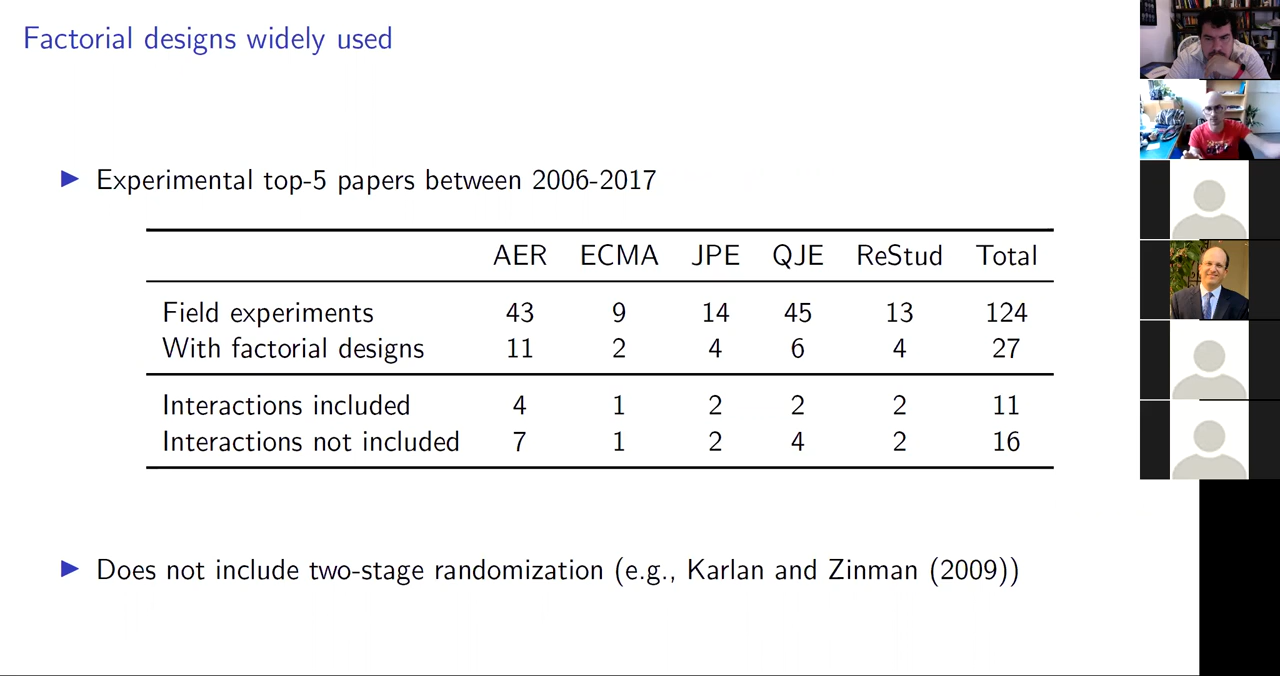 Factorial designs widely used
▶ Experimental top-5 papers between 2006-2017
AER ECMA JPE QJE ReStud Total
Field experiments 43 9 14 45 13 124
With factorial designs 11 2 4 6 4 27
Interactions included 4 1 2 2 2 11
Interactions not included 7 1 2 4 2 16
▶ Does not include two-stage randomization (e.g., Karlan and Zinman (2009))